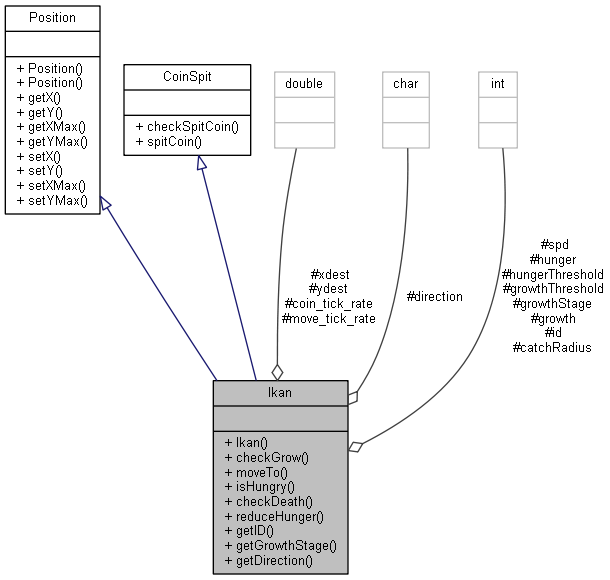 Position
+ Position()
+ Position()
+ getX()
+ getY()
+ getXMax()
+ getYMax()
+ setX()
+ setY()
+ setXMax()
+ setYMax()
CoinSpit
+ checkSpitCoin()
+ spitCoin()
double
char
int
#xdest
#ydest
#coin_tick_rate
#move_tick_rate
#direction
#spd
#hunger
#hungerThreshold
#growthThreshold
#growthStage
#growth
#id
#catchRadius
Ikan
+ Ikan()
+ checkGrow()
+ moveTo()
+ isHungry()
+ checkDeath()
+ reduceHunger()
+ getID()
+ getGrowthStage()
+ getDirection()